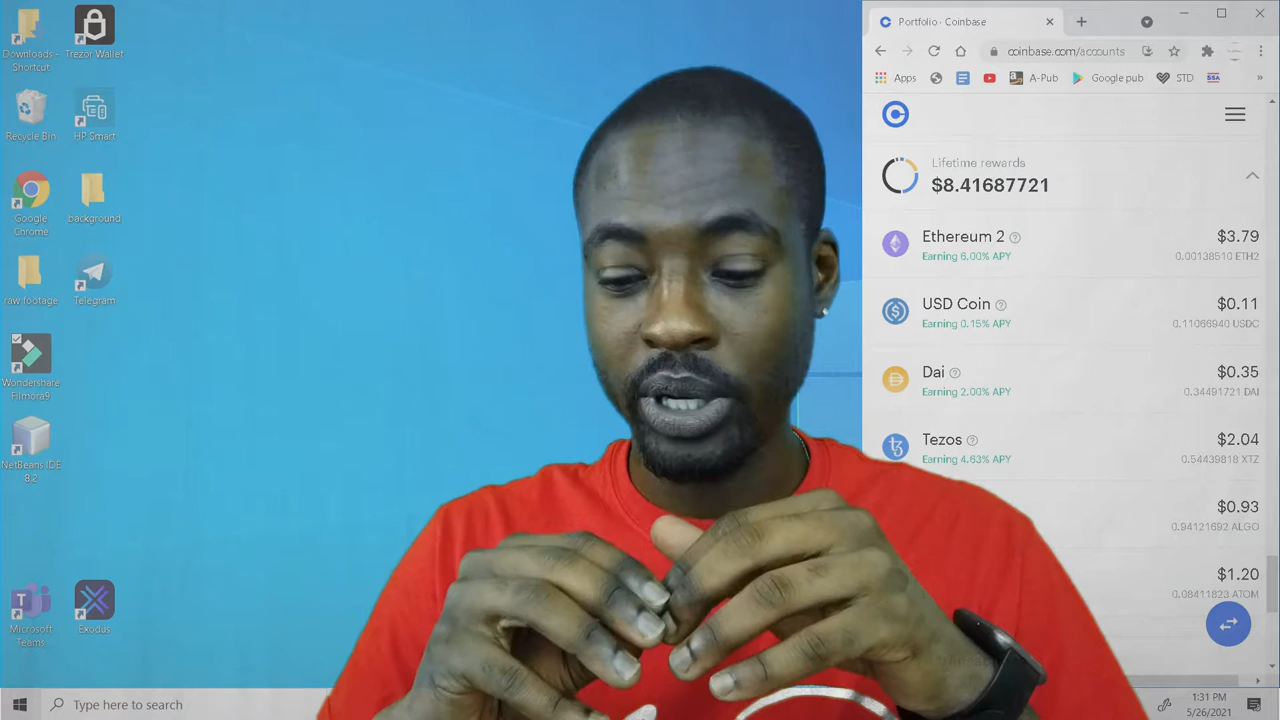 Downloads -
Shortcut
Trezor Wallet
Recycle Bin
HP Smart
Google
Chrome
background
raw footage
Telegram
Wondershare
Filmora9
NetBeans IDE
8.2
Microsoft
Teams
Exodus
Type here to search
Portfolio - Coinbase
coinbase.com/accounts
Apps
A-Pub
Google pub
STD
SSA
»
Lifetime rewards
$8.41687721
Ethereum 2
$3.79
Earning 6.00% APY
0.00138510 ETH2
USD Coin
$0.11
Earning 0.15% APY
0.11066940 USDC
Dai
$0.35
Earning 2.00% APY
0.34491721 DAI
Tezos
$2.04
Earning 4.63% APY
0.54439818 XTZ
$0.93
0.94121692 ALGO
$1.20
0.08411823 ATOM
1:31 PM
5/26/2021